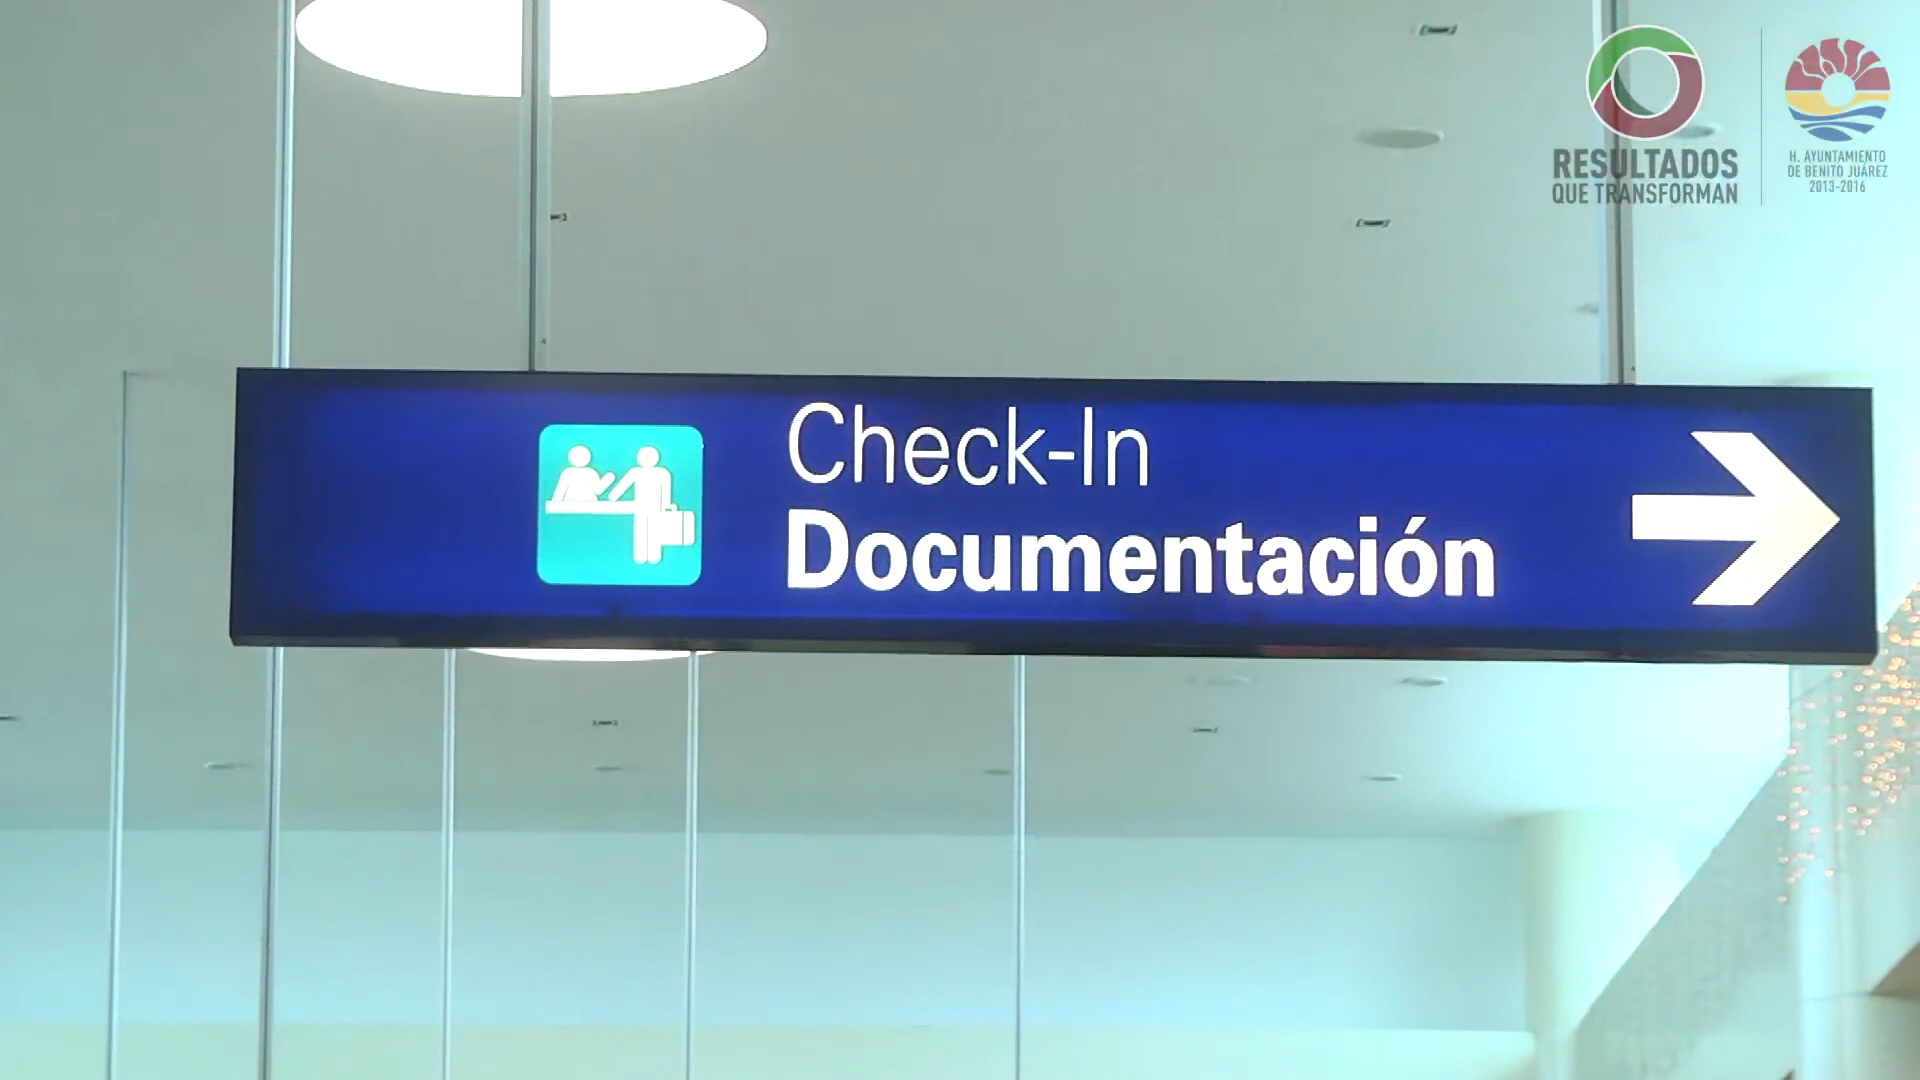 Check-In
Documentación
RESULTADOS
QUE TRANSFORMAN
H. AYUNTAMIENTO
DE BENITO JUÁREZ
2013-2016